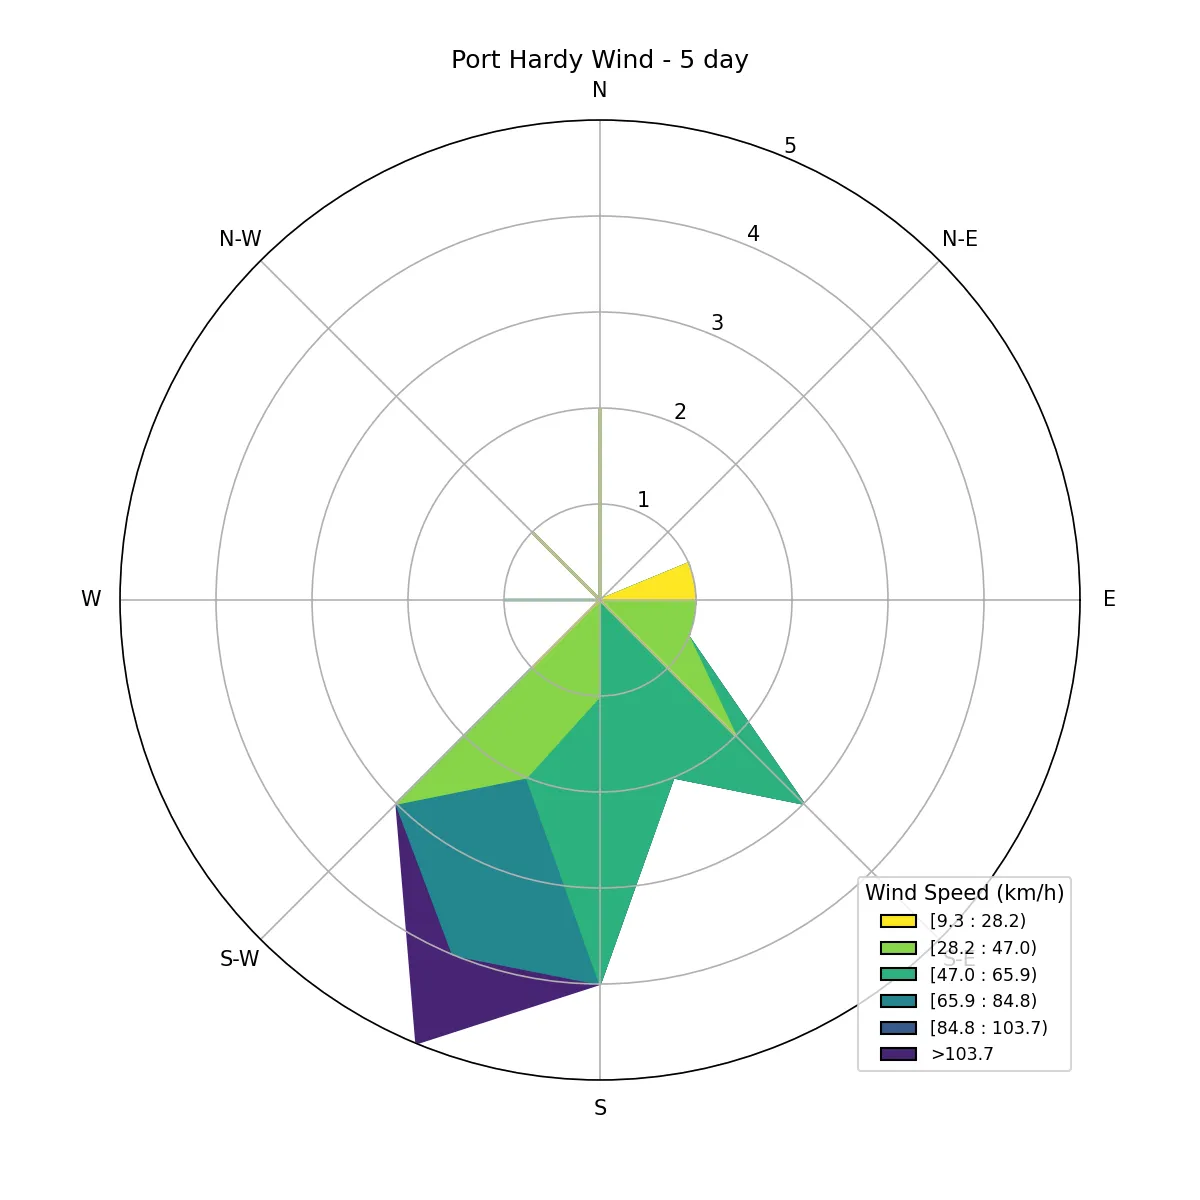 Port Hardy Wind - 5 day
N
5
N-W
N-E
4
3
2
1
W
E
S-W
S-E
Wind Speed (km/h)
[9.3 : 28.2)
[28.2 : 47.0)
[47.0 : 65.9)
[65.9 : 84.8)
[84.8 : 103.7)
>103.7
S